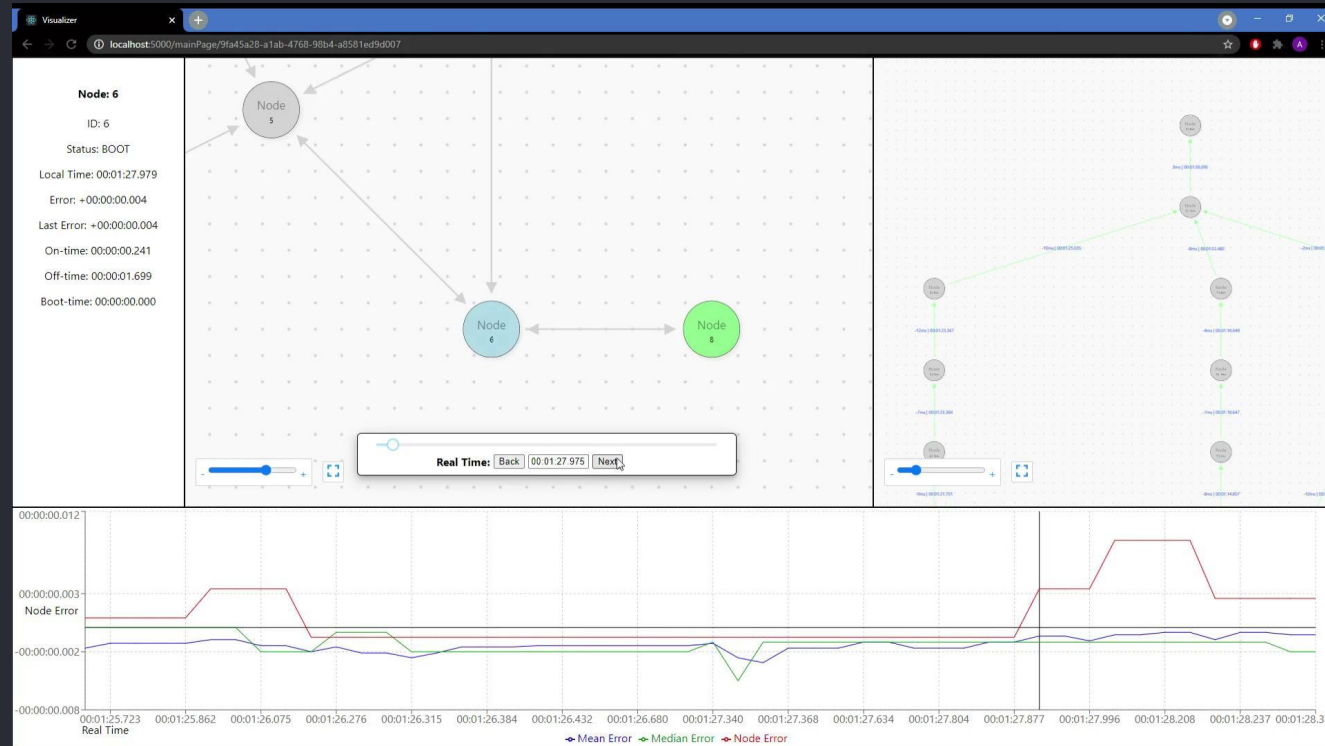 Visualizer
localhost:5000/mainPage/9fa45a28-a1ab-4768-98b4-a8581ed9d007
A
Node: 6
ID: 6
Status: BOOT
Local Time: 00:01:27.979
Error: +00:00:00.004
Last Error: +00:00:00.004
On-time: 00:00:00.241
Off-time: 00:00:01.699
Boot-time: 00:00:00.000
Node
5
Node
6
Node
8
Real Time: Back 00:01:27.975 Next
- +
- +
00:00:00.012
00:00:00.003
Node Error
-00:00:00.002
-00:00:00.008
00:01:25.723 00:01:25.862 00:01:26.075 00:01:26.276 00:01:26.315 00:01:26.384 00:01:26.432 00:01:26.680 00:01:27.340 00:01:27.368 00:01:27.634 00:01:27.804 00:01:27.877 00:01:27.996 00:01:28.208 00:01:28.237 00:01:28.3
Real Time
Mean Error Median Error Node Error